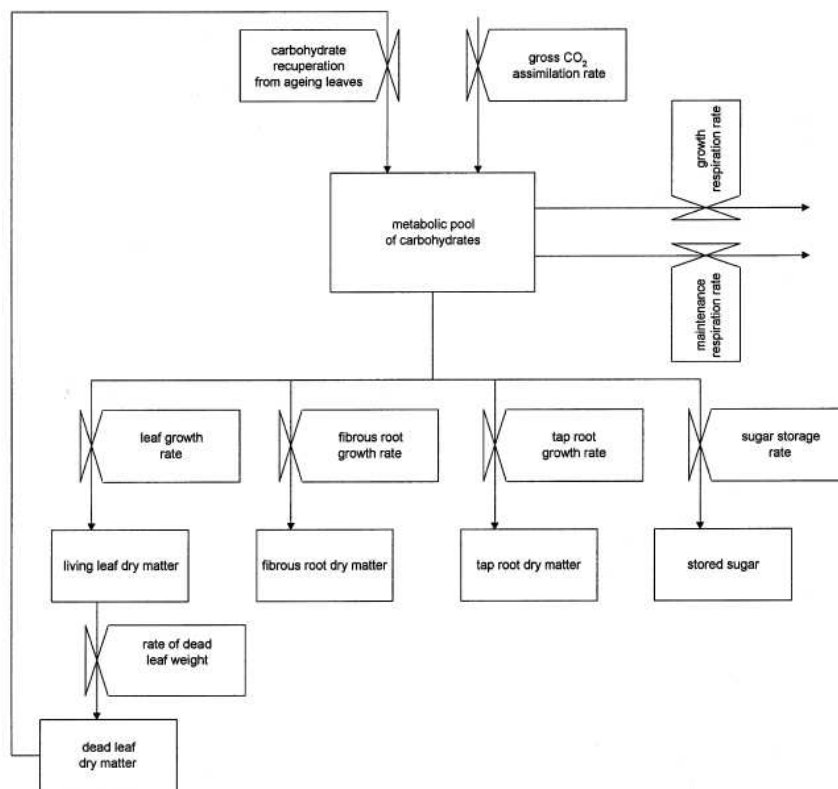 carbohydrate
recuperation
from ageing leaves
gross CO₂
assimilation rate
growth
respiration rate
metabolic pool
of carbohydrates
maintenance
respiration rate
leaf growth
rate
fibrous root
growth rate
tap root
growth rate
sugar storage
rate
living leaf dry matter
fibrous root dry matter
tap root dry matter
stored sugar
rate of dead
leaf weight
dead leaf
dry matter